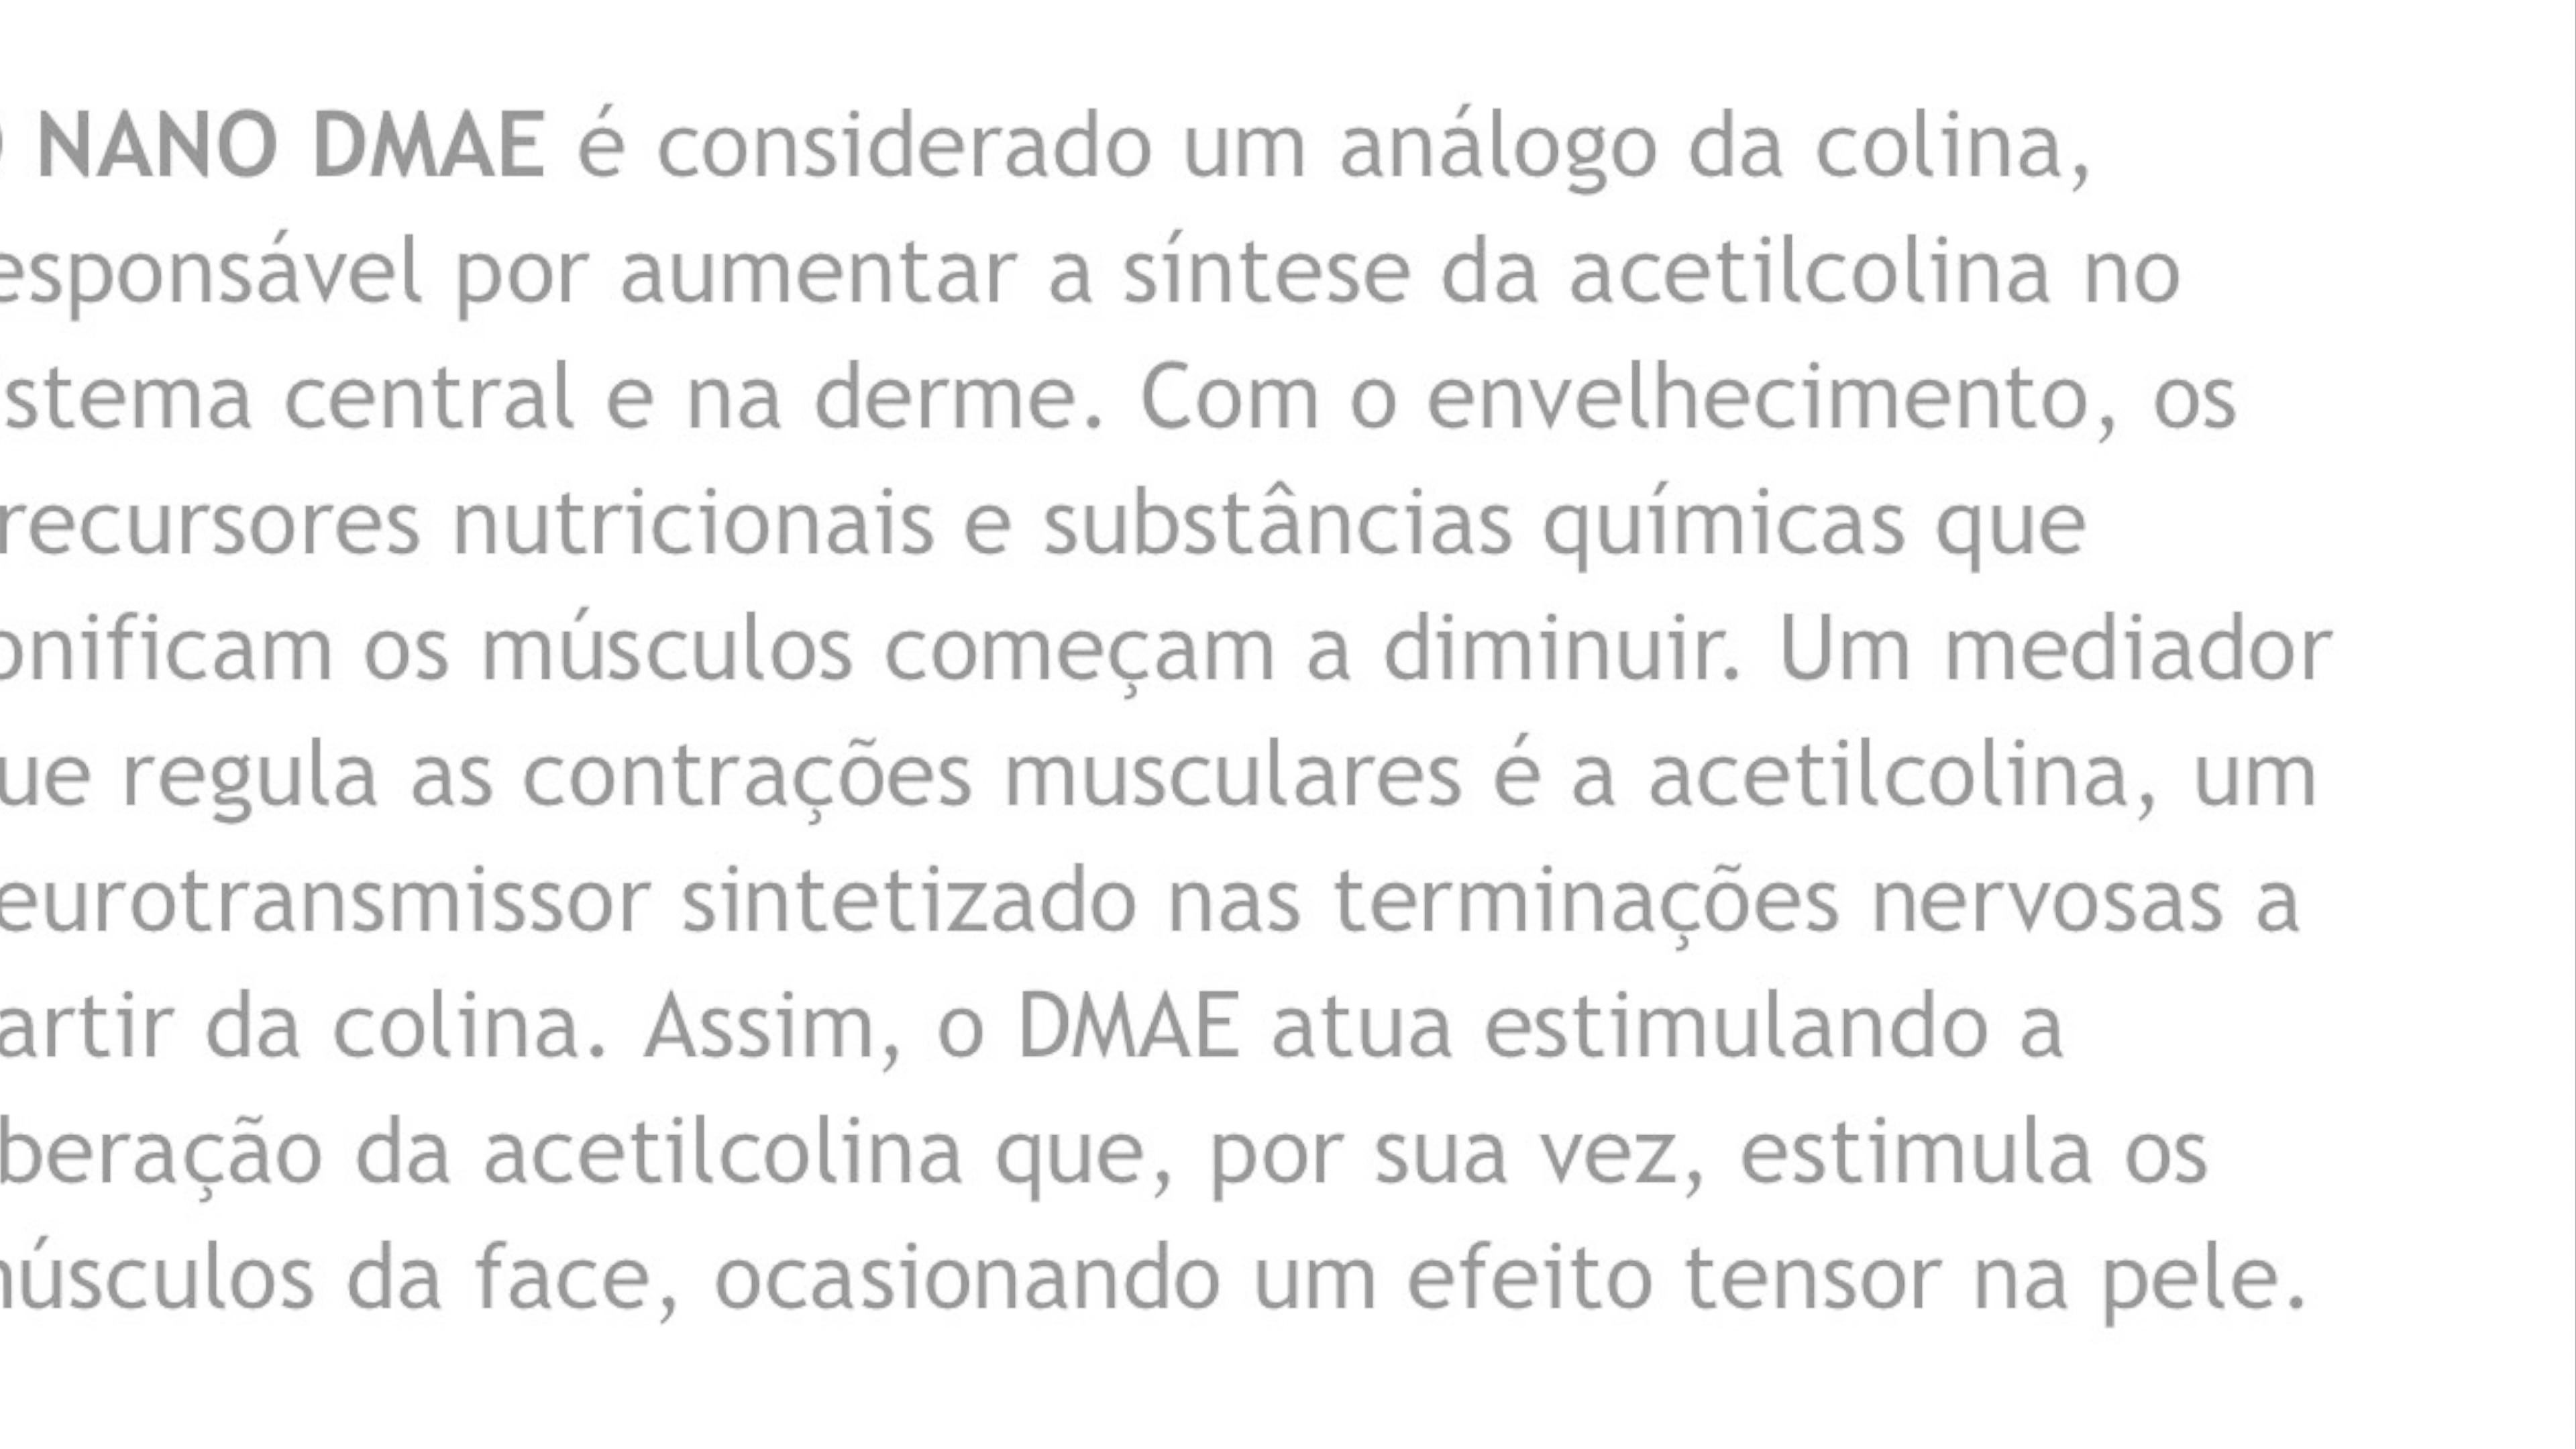 NANO DMAE é considerado um análogo da colina,
esponsável por aumentar a síntese da acetilcolina no
stema central e na derme. Com o envelhecimento, os
recursores nutricionais e substâncias químicas que
onificam os músculos começam a diminuir. Um mediador
ue regula as contrações musculares é a acetilcolina, um
eurotransmissor sintetizado nas terminações nervosas a
artir da colina. Assim, o DMAE atua estimulando a
beração da acetilcolina que, por sua vez, estimula os
úsculos da face, ocasionando um efeito tensor na pele.